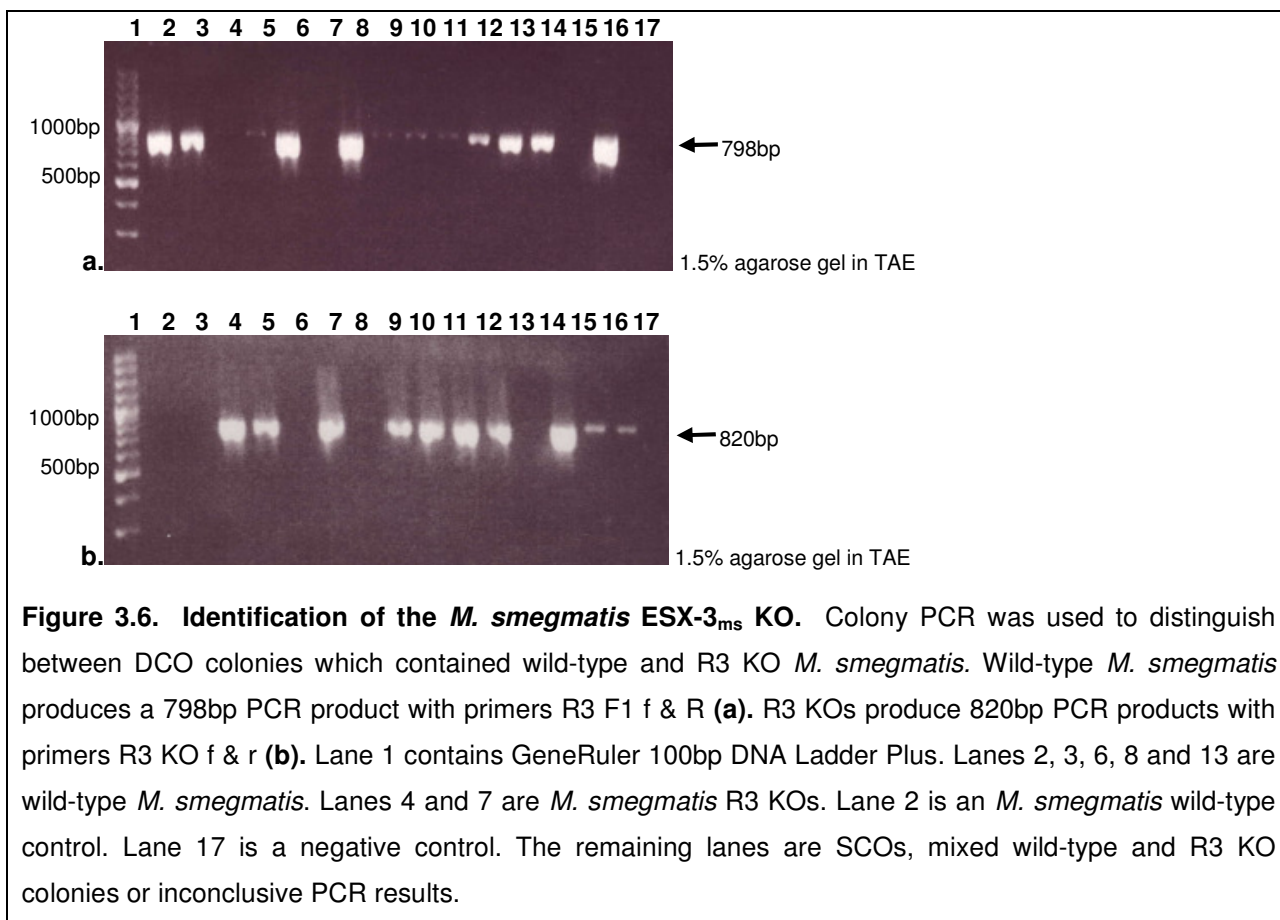 1 2 3 4 5 6 7 8 9 10 11 12 13 14 15 16 17
1000bp
798bp
500bp
a.
1.5% agarose gel in TAE
1 2 3 4 5 6 7 8 9 10 11 12 13 14 15 16 17
1000bp
820bp
500bp
b.
1.5% agarose gel in TAE
Figure 3.6. Identification of the M. smegmatis ESX-3ms KO. Colony PCR was used to distinguish
between DCO colonies which contained wild-type and R3 KO M. smegmatis. Wild-type M. smegmatis
produces a 798bp PCR product with primers R3 F1 f & R (a). R3 KOs produce 820bp PCR products with
primers R3 KO f & r (b). Lane 1 contains GeneRuler 100bp DNA Ladder Plus. Lanes 2, 3, 6, 8 and 13 are
wild-type M. smegmatis. Lanes 4 and 7 are M. smegmatis R3 KOs. Lane 2 is an M. smegmatis wild-type
control. Lane 17 is a negative control. The remaining lanes are SCOs, mixed wild-type and R3 KO
colonies or inconclusive PCR results.